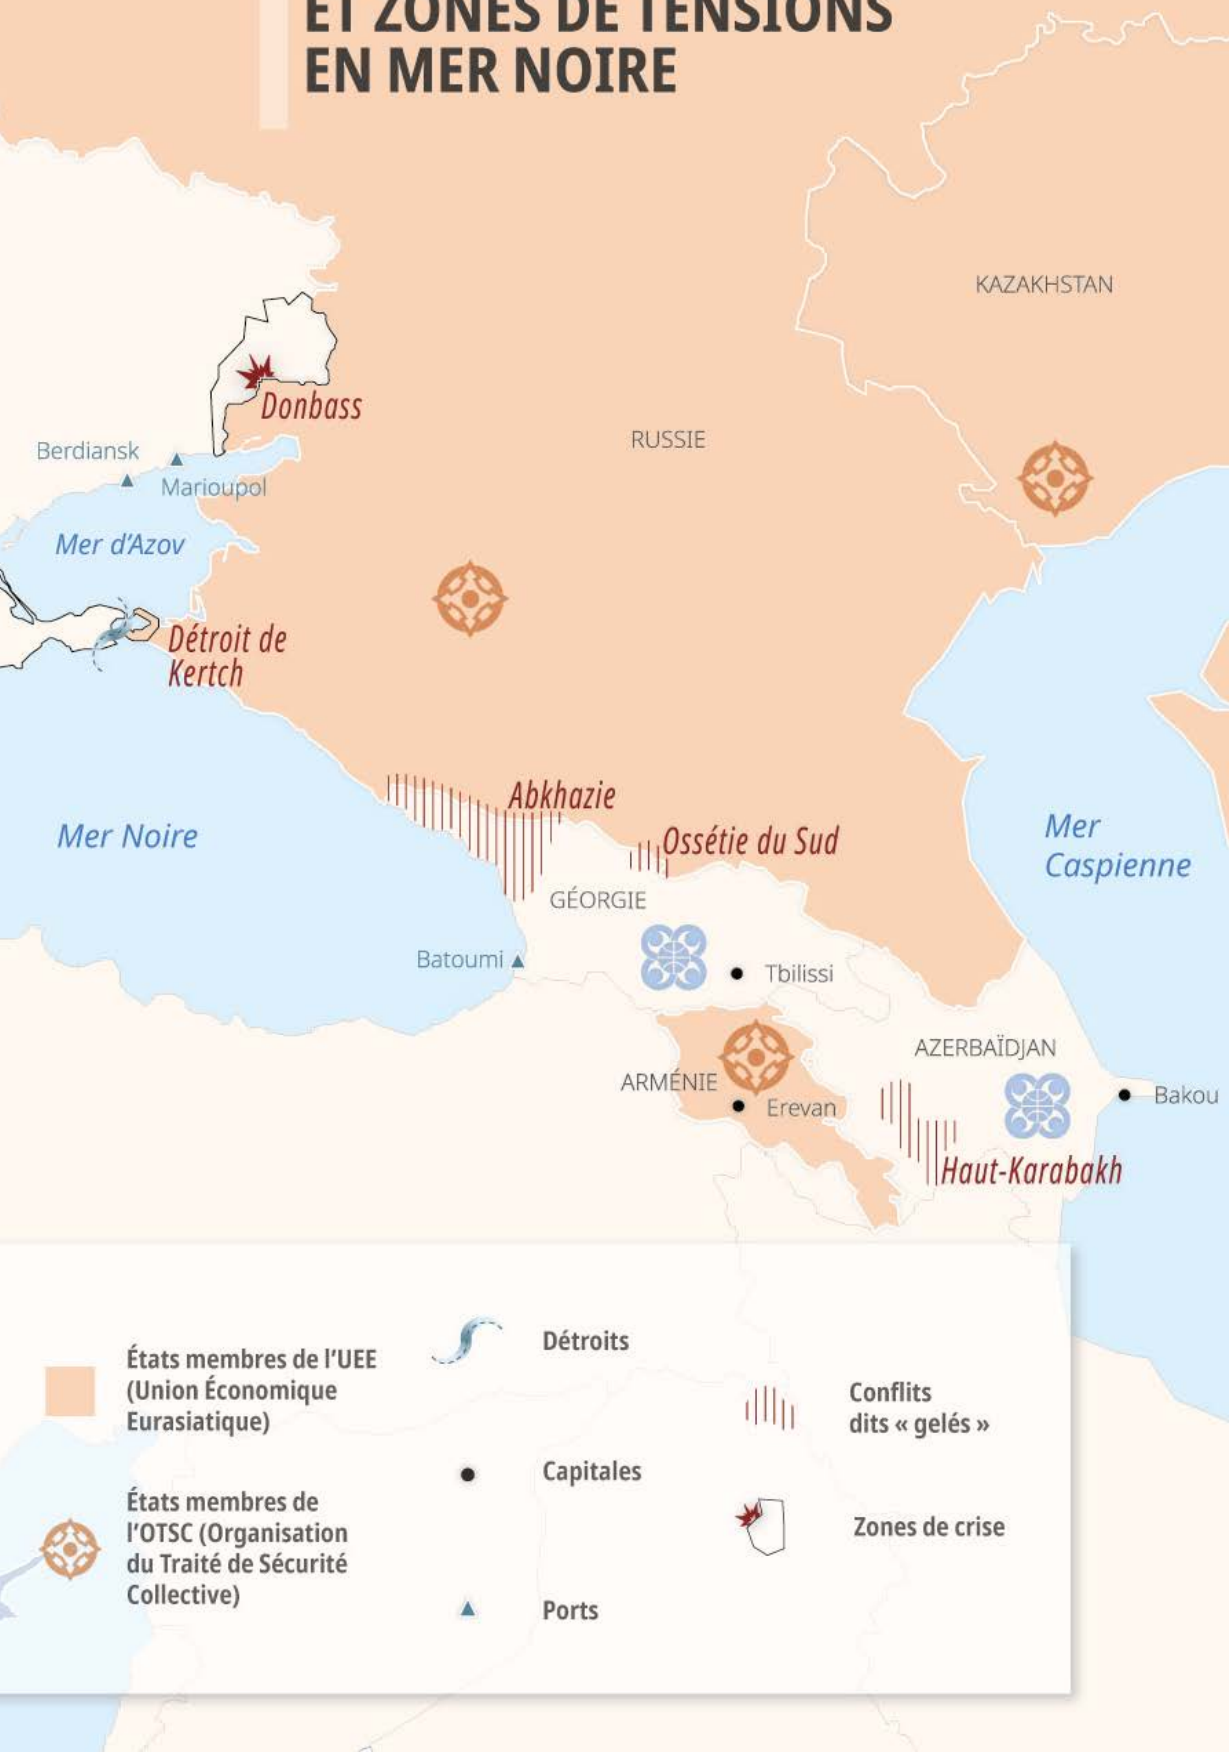 ET ZONES DE TENSIONS
EN MER NOIRE
KAZAKHSTAN
Donbass
RUSSIE
Berdiansk
Marioupol
Mer d'Azov
Détroit de
Kertch
Abkhazie
Mer Noire
Ossétie du Sud
Mer
Caspienne
GÉORGIE
Batoumi
Tbilissi
AZERBAÏDJAN
ARMÉNIE
Erevan
Bakou
Haut-Karabakh
États membres de l'UEE
(Union Économique
Eurasiatique)
États membres de
l'OTSC (Organisation
du Traité de Sécurité
Collective)
Détroits
Capitales
Ports
Conflits
dits « gelés »
Zones de crise